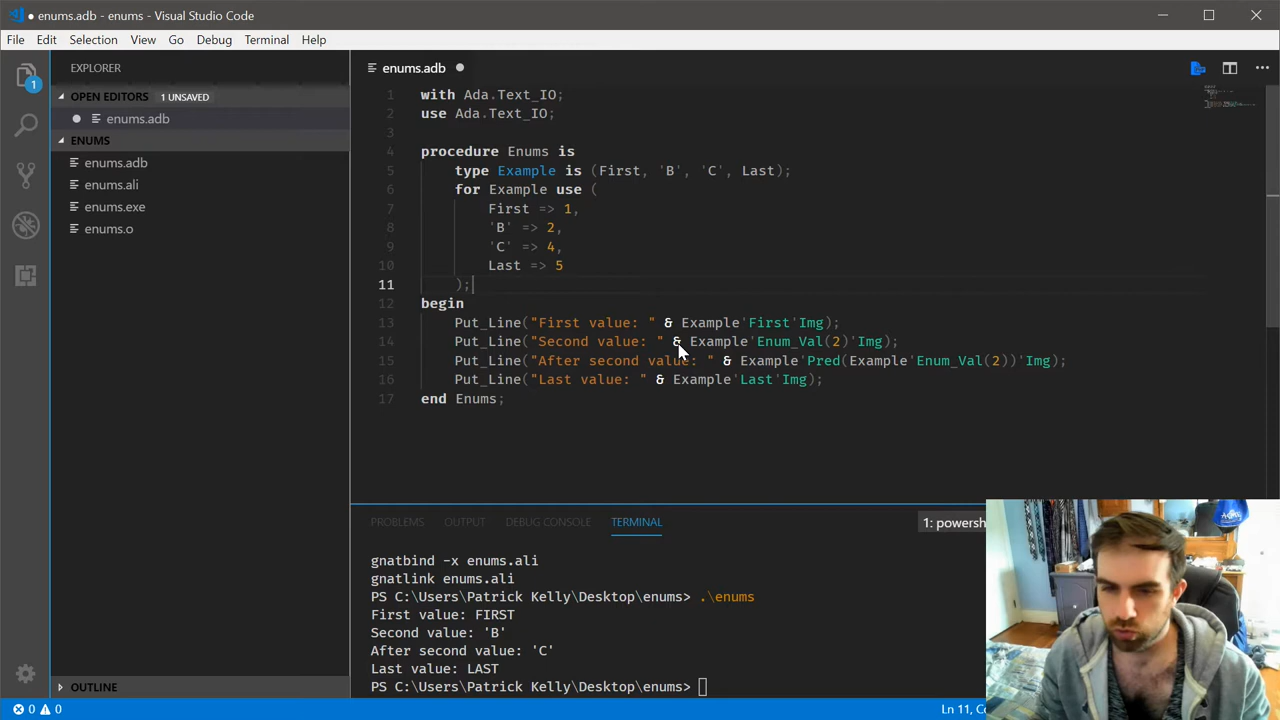 ● enums.adb - enums - Visual Studio Code
File Edit Selection View Go Debug Terminal Help
EXPLORER
OPEN EDITORS 1 UNSAVED
● enums.adb
ENUMS
enums.adb
enums.ali
enums.exe
enums.o
OUTLINE
1
enums.adb ●
1 with Ada.Text_IO;
2 use Ada.Text_IO;
3
4 procedure Enums is
5 type Example is (First, 'B', 'C', Last);
6 for Example use (
7 First => 1,
8 'B' => 2,
9 'C' => 4,
10 Last => 5
11 );
12 begin
13 Put_Line("First value: " & Example'First'Img);
14 Put_Line("Second value: " & Example'Enum_Val(2)'Img);
15 Put_Line("After second value: " & Example'Pred(Example'Enum_Val(2))'Img);
16 Put_Line("Last value: " & Example'Last'Img);
17 end Enums;
PROBLEMS OUTPUT DEBUG CONSOLE TERMINAL
1: powersh
gnatbind -x enums.ali
gnatlink enums.ali
PS C:\Users\Patrick Kelly\Desktop\enums> .\enums
First value: FIRST
Second value: 'B'
After second value: 'C'
Last value: LAST
PS C:\Users\Patrick Kelly\Desktop\enums>
0 0
Ln 11, C